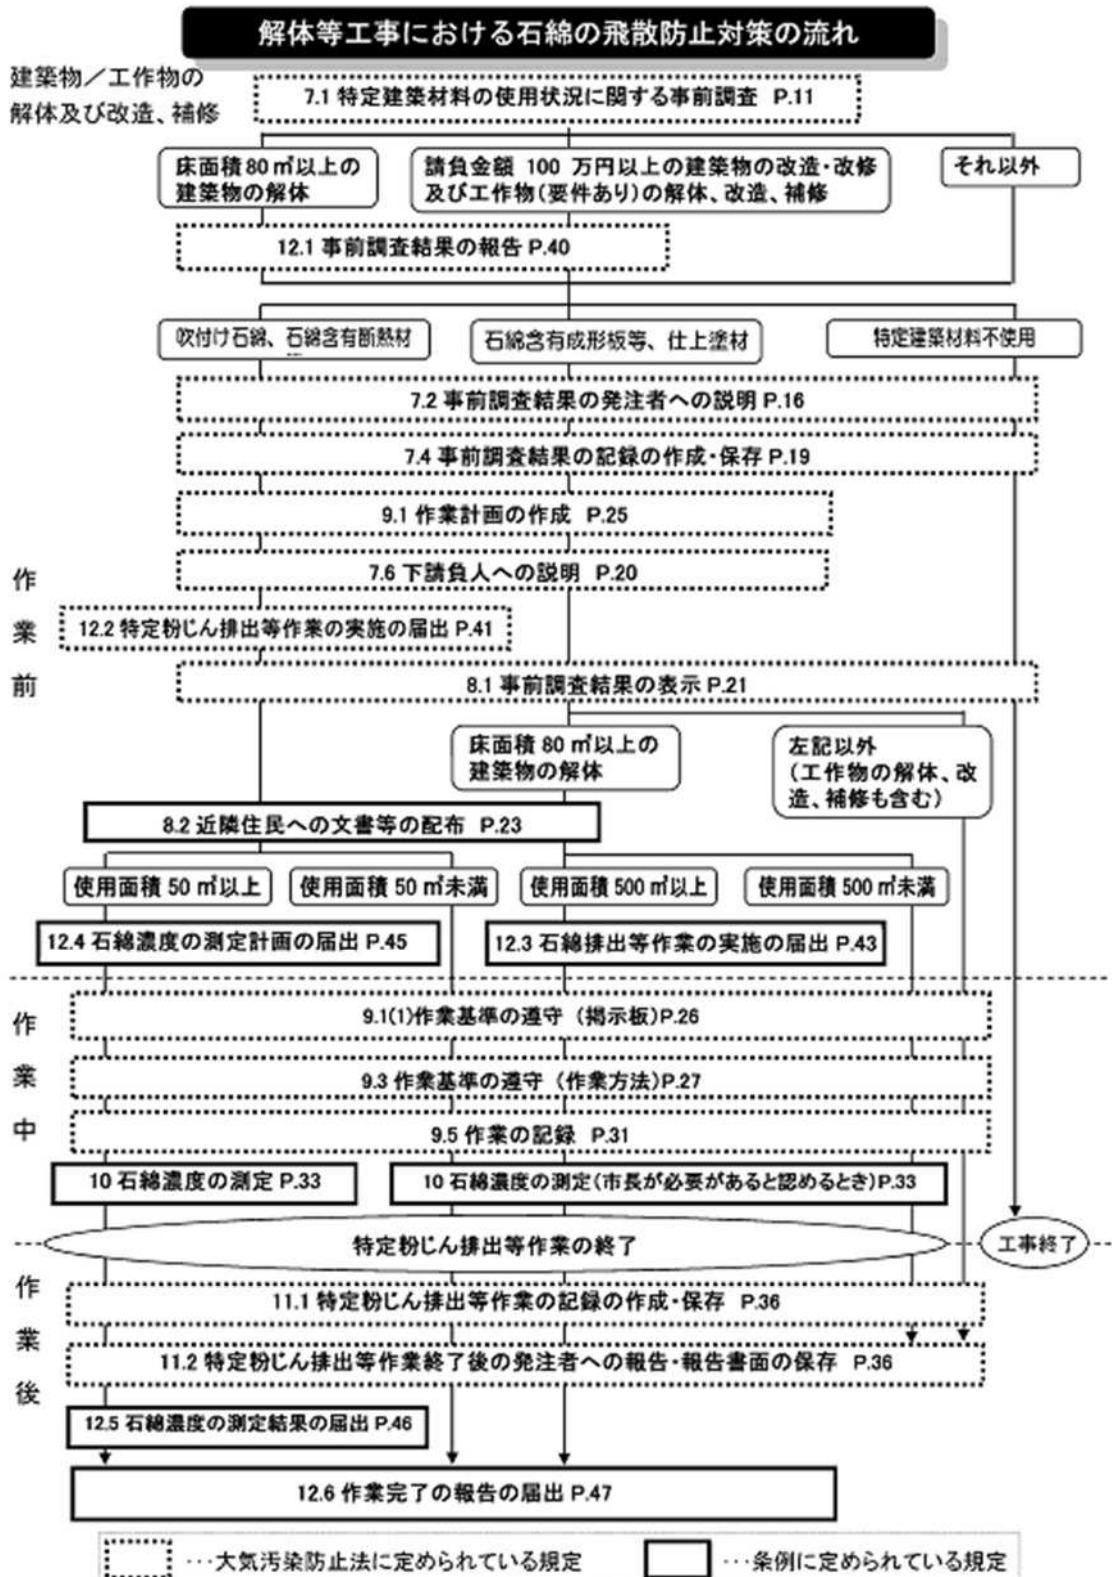 解体等工事における石綿の飛散防止対策の流れ
建築物／工作物の
解体及び改造、補修
7.1 特定建築材料の使用状況に関する事前調査 P.11
床面積80㎡以上の
建築物の解体
請負金額 100 万円以上の建築物の改造・改修
及び工作物(要件あり)の解体、改造、補修
それ以外
12.1 事前調査結果の報告 P.40
吹付け石綿、石綿含有断熱材
石綿含有成形板等、仕上塗材
特定建築材料不使用
7.2 事前調査結果の発注者への説明 P.16
7.4 事前調査結果の記録の作成・保存 P.19
9.1 作業計画の作成 P.25
7.6 下請負人への説明 P.20
作業前
12.2 特定粉じん排出等作業の実施の届出 P.41
8.1 事前調査結果の表示 P.21
床面積 80 ㎡以上の
建築物の解体
左記以外
(工作物の解体、改
造、補修も含む)
8.2 近隣住民への文書等の配布 P.23
使用面積 50 ㎡以上
使用面積 50 ㎡未満
使用面積 500 ㎡以上
使用面積 500 ㎡未満
12.4 石綿濃度の測定計画の届出 P.45
12.3 石綿排出等作業の実施の届出 P.43
作業中
9.1(1)作業基準の遵守 (掲示板)P.26
9.3 作業基準の遵守 (作業方法)P.27
9.5 作業の記録 P.31
10 石綿濃度の測定 P.33
10 石綿濃度の測定(市長が必要があると認めるとき)P.33
特定粉じん排出等作業の終了
工事終了
作業後
11.1 特定粉じん排出等作業の記録の作成・保存 P.36
11.2 特定粉じん排出等作業終了後の発注者への報告・報告書面の保存 P.36
12.5 石綿濃度の測定結果の届出 P.46
12.6 作業完了の報告の届出 P.47
…大気汚染防止法に定められている規定
…条例に定められている規定